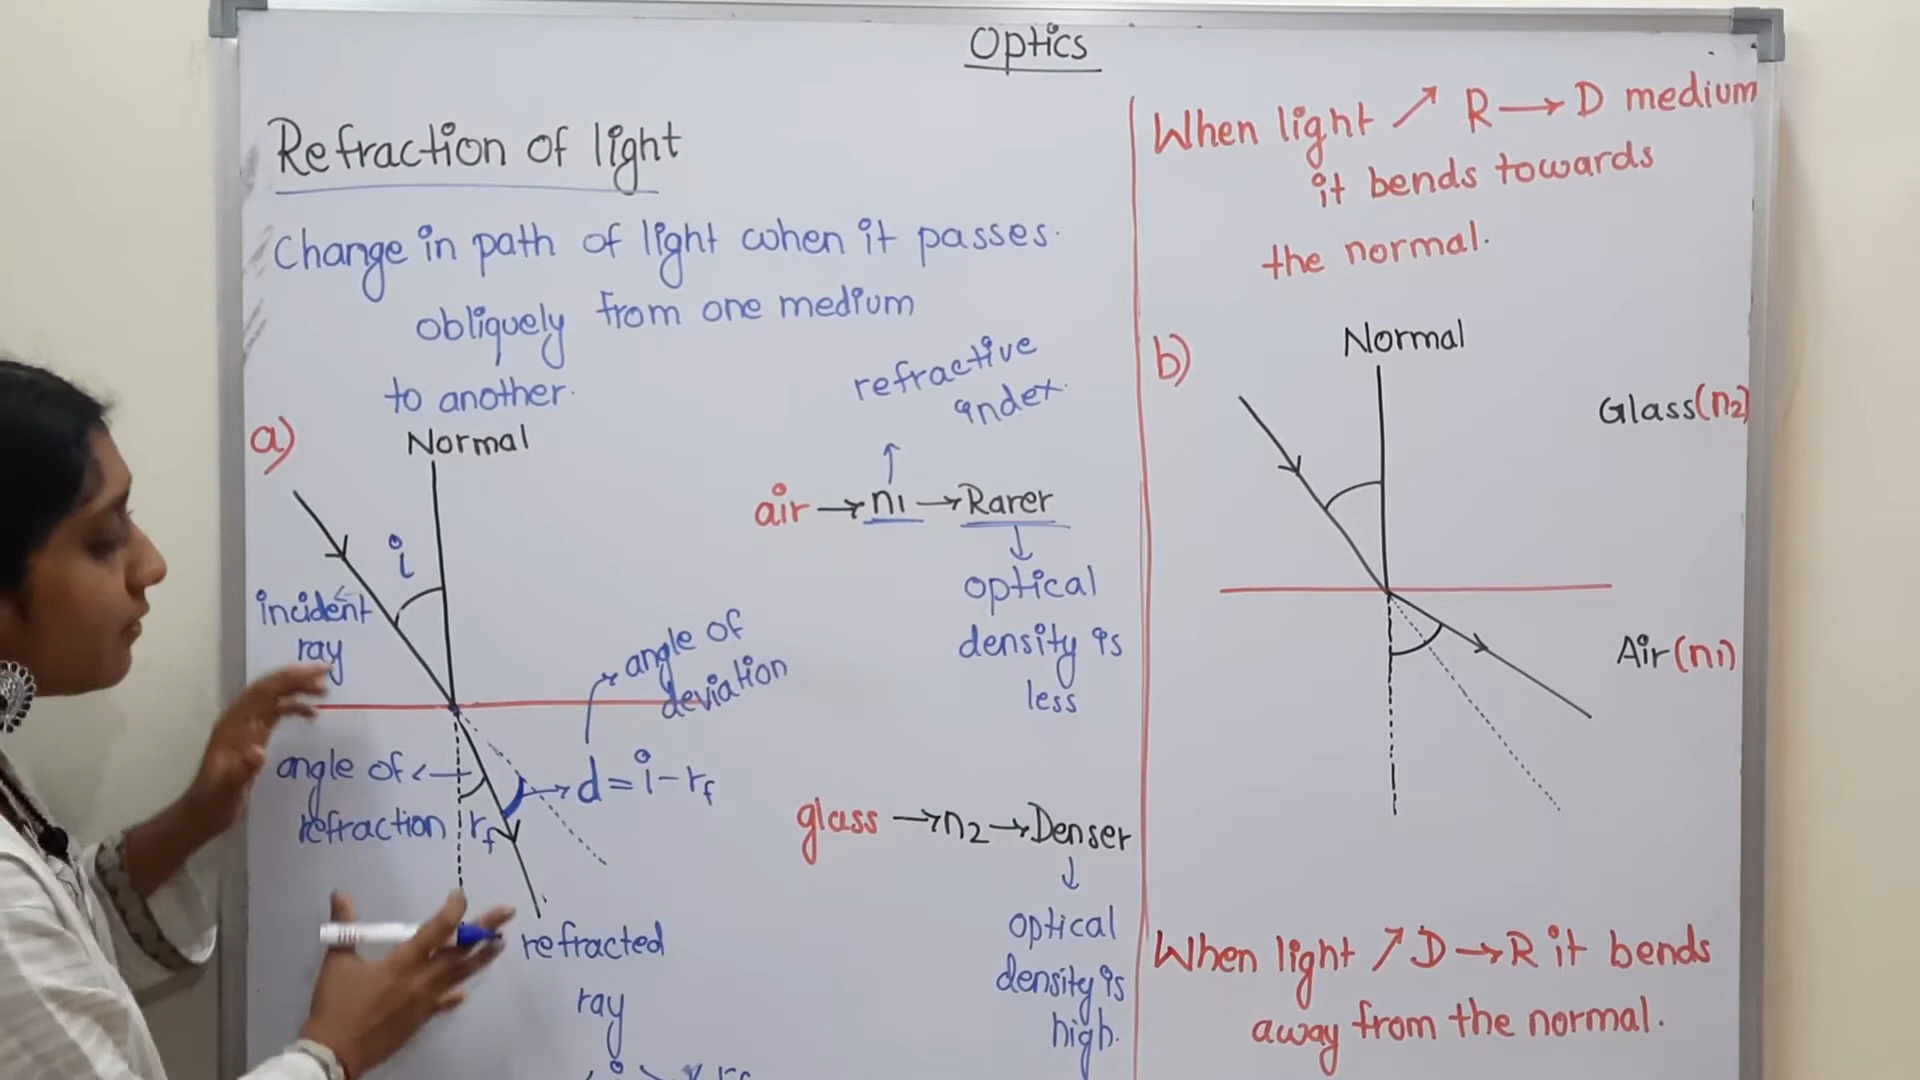 Optics
Refraction of light
Change in path of light when it passes
obliquely from one medium
to another.
a)
Normal
i
incident
ray
angle of
refraction rf
refracted
ray
d = i - rf
angle of
deviation
refractive
index.
air → n1 → Rarer
optical
density is
less
glass → n2 → Denser
optical
density is
high.
When light ↗ R → D medium
it bends towards
the normal.
b)
Normal
Glass(n2)
Air(n1)
When light ↗ D → R it bends
away from the normal.